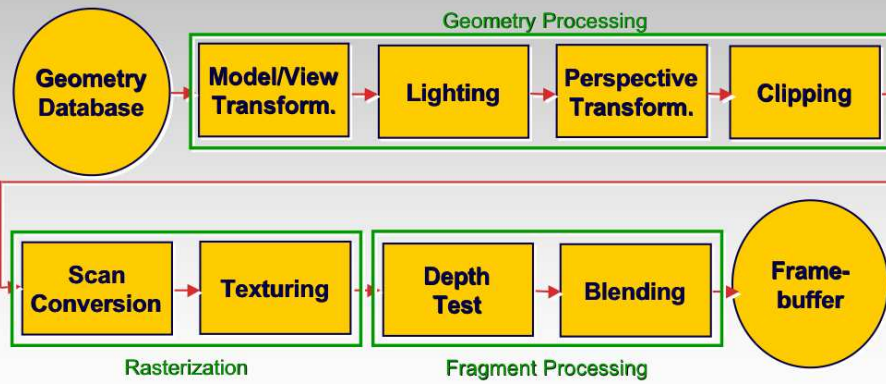 Geometry Processing
Geometry
Database
Model/View
Transform.
Lighting
Perspective
Transform.
Clipping
Scan
Conversion
Texturing
Depth
Test
Blending
Frame-
buffer
Rasterization
Fragment Processing